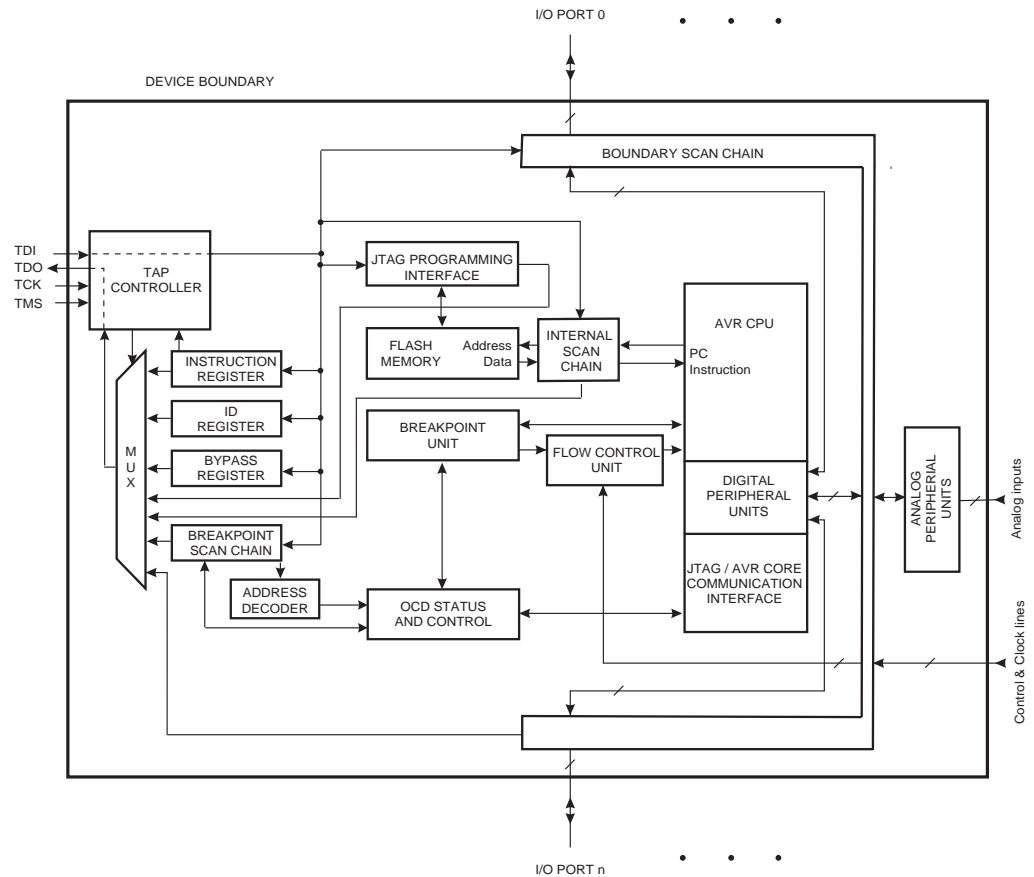 I/O PORT 0
DEVICE BOUNDARY
BOUNDARY SCAN CHAIN
TDI
TDO
TCK
TMS
TAP
CONTROLLER
JTAG PROGRAMMING
INTERFACE
AVR CPU
FLASH
MEMORY
Address
Data
INTERNAL
SCAN
CHAIN
PC
Instruction
INSTRUCTION
REGISTER
ID
REGISTER
BYPASS
REGISTER
M
U
X
BREAKPOINT
UNIT
FLOW CONTROL
UNIT
DIGITAL
PERIPHERAL
UNITS
ANALOG
PERIPHERIAL
UNITS
Analog inputs
BREAKPOINT
SCAN CHAIN
ADDRESS
DECODER
OCD STATUS
AND CONTROL
JTAG / AVR CORE
COMMUNICATION
INTERFACE
Control & Clock lines
I/O PORT n